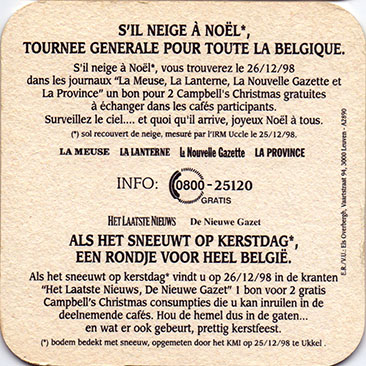 S'IL NEIGE À NOËL*,
TOURNEE GENERALE POUR TOUTE LA BELGIQUE.
S'il neige à Noël*, vous trouverez le 26/12/98
dans les journaux "La Meuse, La Lanterne, La Nouvelle Gazette et
La Province" un bon pour 2 Campbell's Christmas gratuites
à échanger dans les cafés participants.
Surveillez le ciel.... et quoi qu'il arrive, joyeux Noël à tous.
(*) sol recouvert de neige, mesuré par l'IRM Uccle le 25/12/98.
LA MEUSE LA LANTERNE La Nouvelle Gazette LA PROVINCE
INFO: 0800-25120
GRATIS
HET LAATSTE NIEUWS De Nieuwe Gazet
ALS HET SNEEUWT OP KERSTDAG*,
EEN RONDJE VOOR HEEL BELGIË.
Als het sneeuwt op kerstdag* vindt u op 26/12/98 in de kranten
"Het Laatste Nieuws, De Nieuwe Gazet" 1 bon voor 2 gratis
Campbell's Christmas consumpties die u kan inruilen in de
deelnemende cafés. Hou de hemel dus in de gaten...
en wat er ook gebeurt, prettig kerstfeest.
(*) bodem bedekt met sneeuw, opgemeten door het KMI op 25/12/98 te Ukkel.
E.R./V.U.: Els Overbergh, Vaartstraat 94, 3000 Leuven - A2890